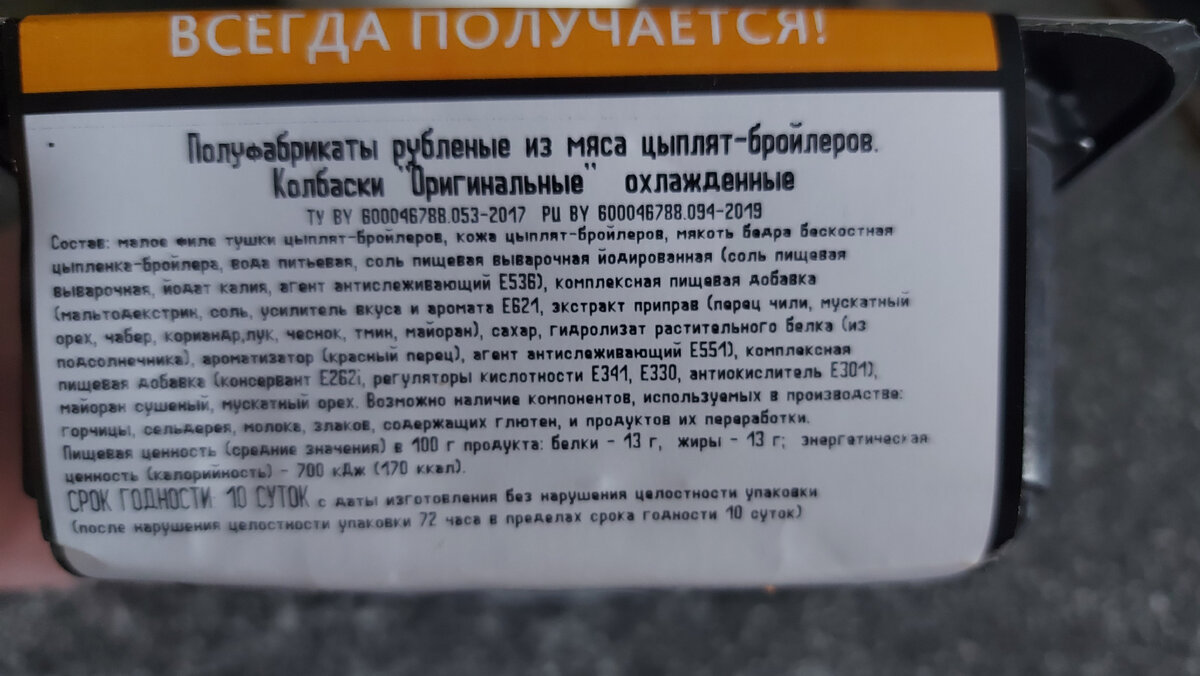 ВСЕГДА ПОЛУЧАЕТСЯ!
Полуфабрикаты рубленые из мяса цыплят-бройлеров.
Колбаски "Оригинальные" охлажденные
ТУ BY 600046788.053-2017 РЦ BY 600046788.094-2019
Состав: малое филе тушки цыплят-бройлеров, кожа цыплят-бройлеров, мякоть бедра бескостная
цыпленка-бройлера, вода питьевая, соль пищевая выварочная йодированная (соль пищевая
выварочная, йодат калия, агент антислеживающий Е536), комплексная пищевая добавка
(мальтодекстрин, соль, усилитель вкуса и аромата Е621, экстракт приправ (перец чили, мускатный
орех, чабер, кориандр,лук, чеснок, тмин, майоран), сахар, гидролизат растительного белка (из
подсолнечника), ароматизатор (красный перец), агент антислеживающий Е551), комплексная
пищевая добавка (консервант Е262i, регуляторы кислотности Е341, Е330, антиокислитель Е301),
майоран сушеный, мускатный орех. Возможно наличие компонентов, используемых в производстве:
горчицы, сельдерея, молока, злаков, содержащих глютен, и продуктов их переработки.
Пищевая ценность (средние значения) в 100 г продукта: Белки - 13 г, жиры - 13 г; энергетическая
ценность (калорийность) - 700 кДж (170 ккал).
СРОК ГОДНОСТИ: 10 СУТОК с даты изготовления без нарушения целостности упаковки
(после нарушения целостности упаковки 72 часа в пределах срока годности 10 суток)